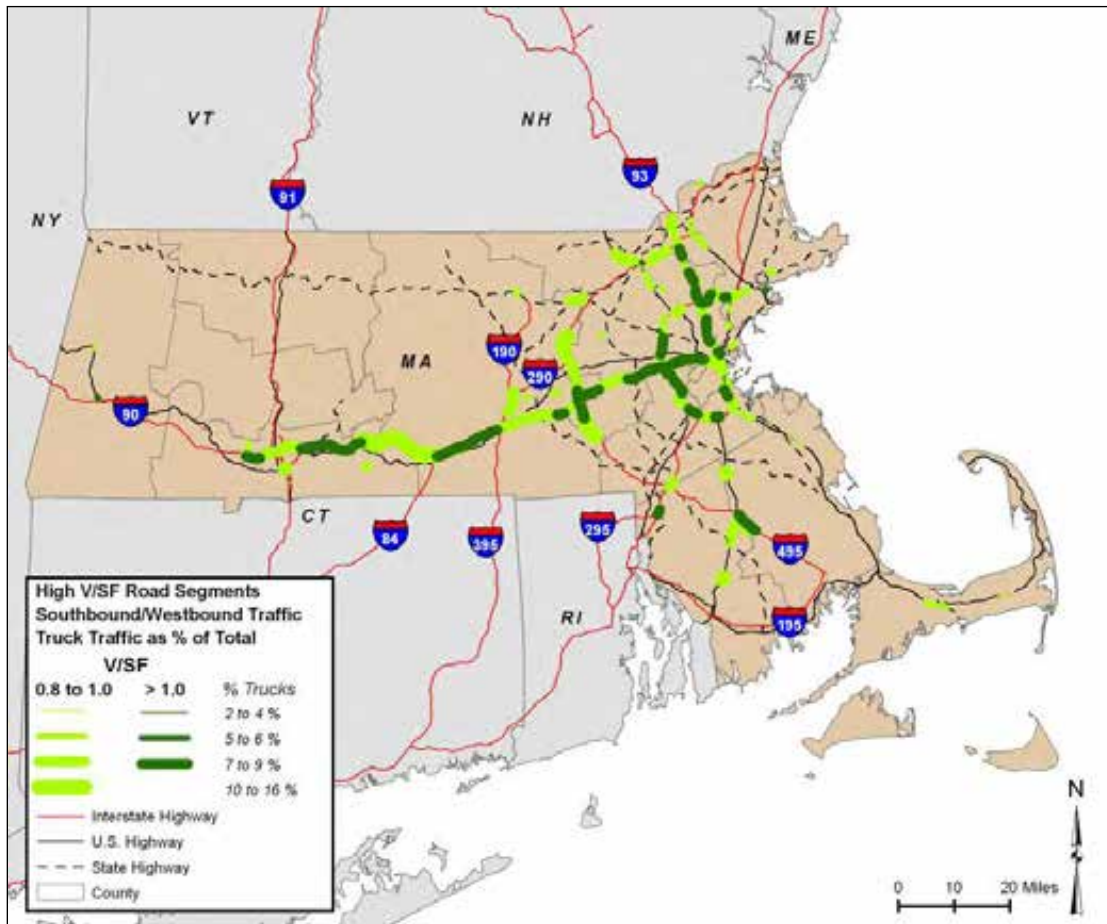 ME
VT
NH
93
91
NY
190
MA
290
90
CT
84
395
295
495
RI
195
High V/SF Road Segments
Southbound/Westbound Traffic
Truck Traffic as % of Total
V/SF
0.8 to 1.0 > 1.0 % Trucks
2 to 4 %
5 to 6 %
7 to 9 %
10 to 16 %
Interstate Highway
U.S. Highway
State Highway
County
N
0 10 20 Miles